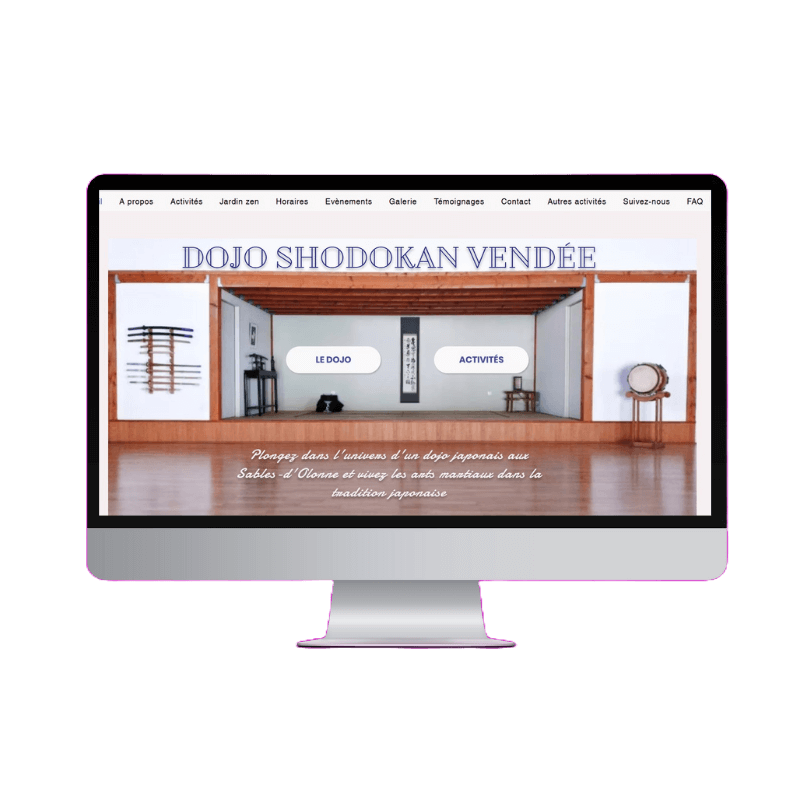 A propos Activités Jardin zen Horaires Evènements Galerie Témoignages Contact Autres activités Suivez-nous FAQ
DOJO SHODOKAN VENDÉE
LE DOJO ACTIVITÉS
Plongez dans l'univers d'un dojo japonais aux
Sables-d'Olonne et vivez les arts martiaux dans la
tradition japonaise